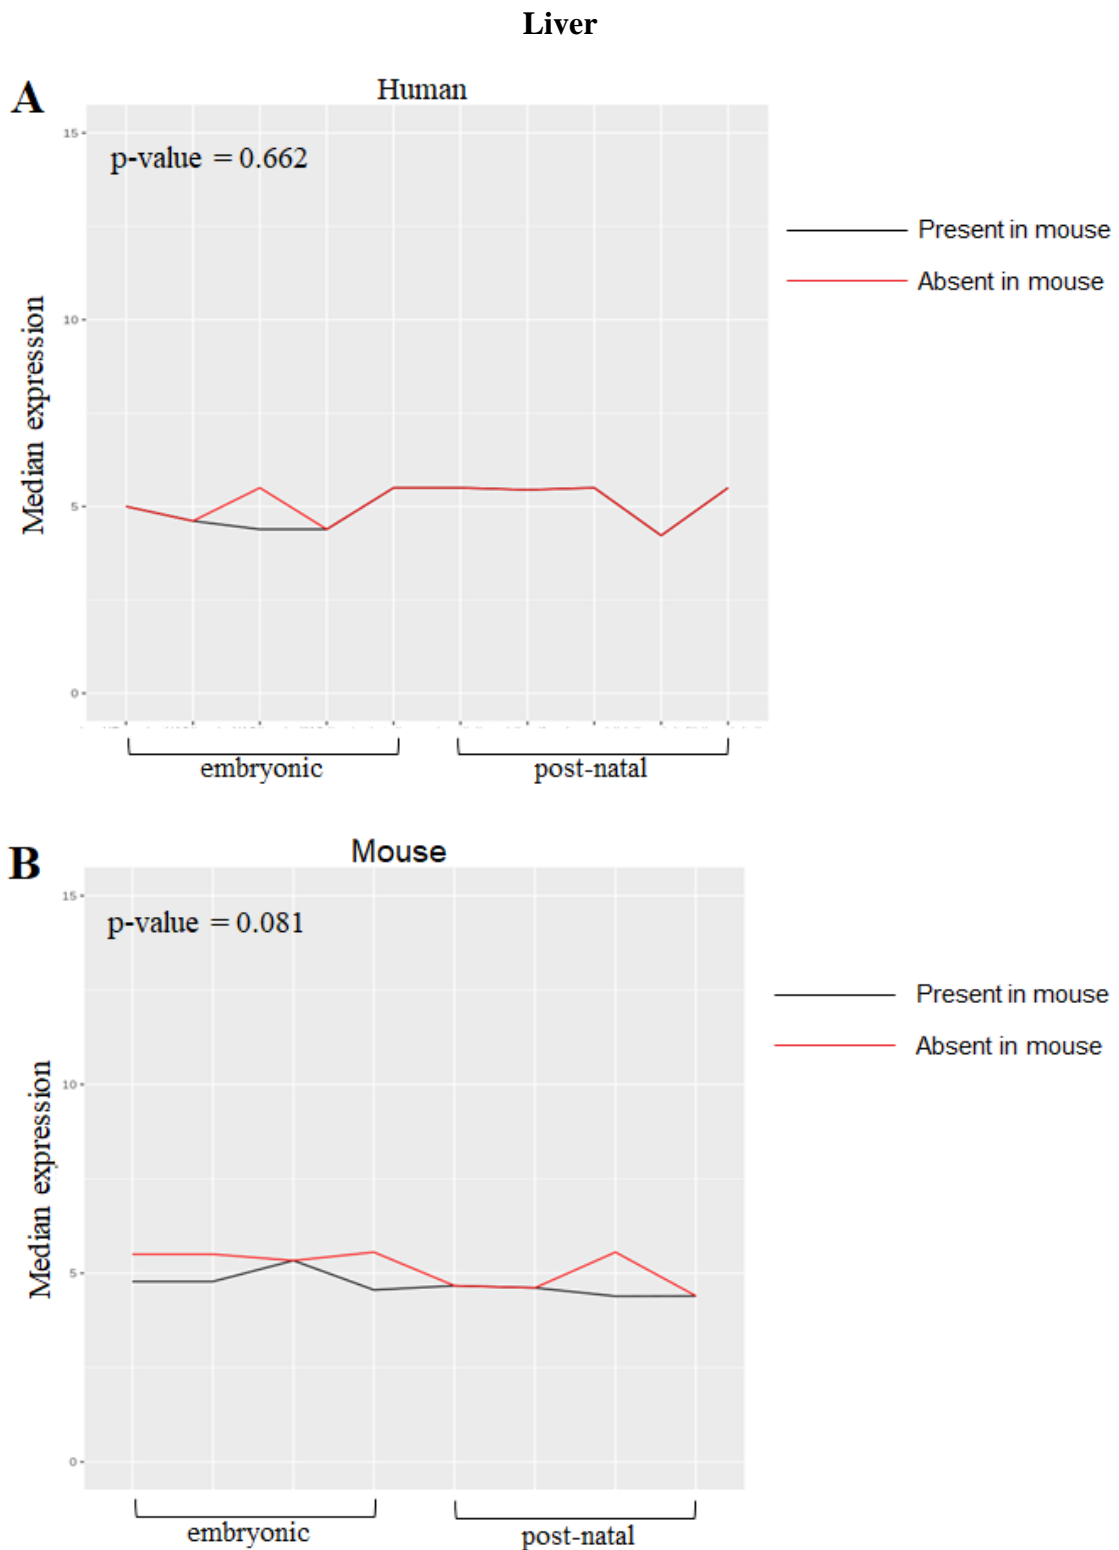 Liver
A
Human
15
p-value = 0.662
Present in mouse
Absent in mouse
10
Median expression
5
0
embryonic
post-natal
B
Mouse
15
p-value = 0.081
Present in mouse
Absent in mouse
10
Median expression
5
0
embryonic
post-natal